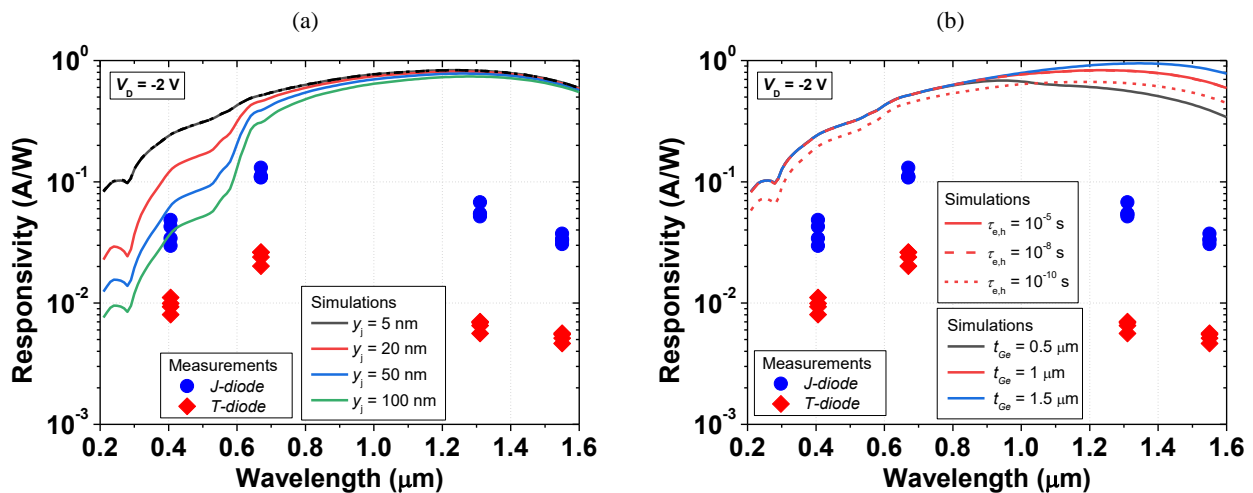 (a)
V_D = -2 V
Responsivity (A/W)
10^0
10^-1
10^-2
10^-3
Measurements
J-diode
T-diode
Simulations
y_j = 5 nm
y_j = 20 nm
y_j = 50 nm
y_j = 100 nm
0.2 0.4 0.6 0.8 1.0 1.2 1.4 1.6
Wavelength (μm)
(b)
V_D = -2 V
Responsivity (A/W)
10^0
10^-1
10^-2
10^-3
Simulations
τ_e,h = 10^-5 s
τ_e,h = 10^-8 s
τ_e,h = 10^-10 s
Measurements
J-diode
T-diode
Simulations
t_Ge = 0.5 μm
t_Ge = 1 μm
t_Ge = 1.5 μm
0.2 0.4 0.6 0.8 1.0 1.2 1.4 1.6
Wavelength (μm)